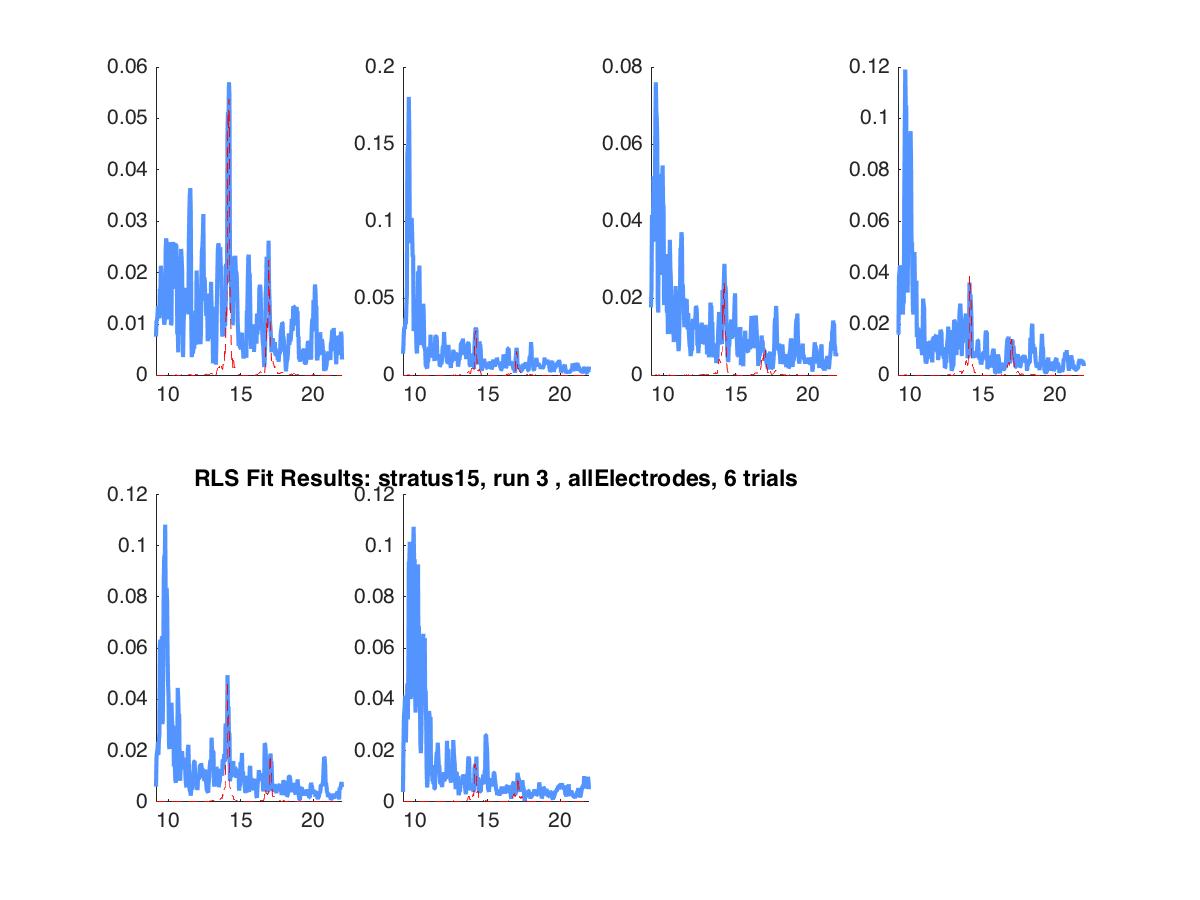 0.06 0.2 0.08 0.12
0.05 0.15 0.06 0.1
0.04 0.1 0.04 0.08
0.03 0.05 0.02 0.06
0.02 0 0 0.04
0.01 0.02
0 0
10 15 20 10 15 20 10 15 20 10 15 20
RLS Fit Results: stratus15, run 3 , allElectrodes, 6 trials
0.12 0.12
0.1 0.1
0.08 0.08
0.06 0.06
0.04 0.04
0.02 0.02
0 0
10 15 20 10 15 20